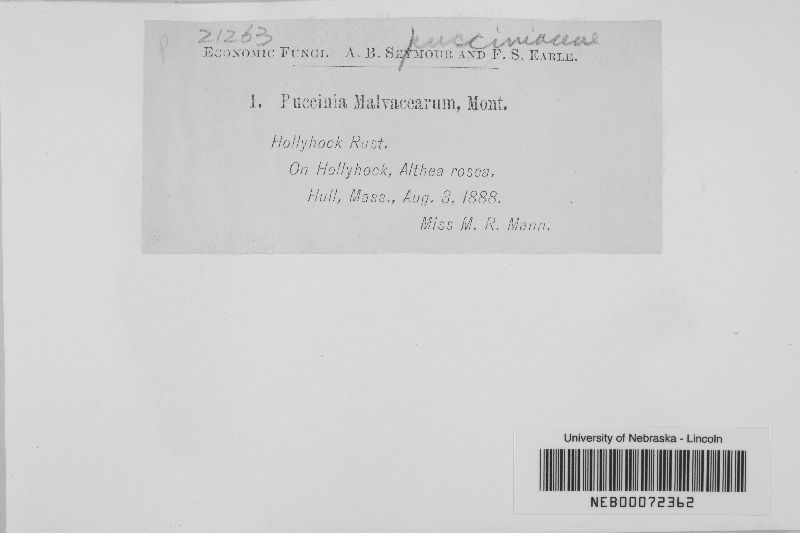 P 21263 pucciniaceae
Economic Fungi. A. B. Seymour and F. S. Earle.
1. Puccinia Malvacearum, Mont.
Hollyhock Rust.
On Hollyhock, Althea rosea.
Hull, Mass., Aug. 3, 1888.
Miss M. R. Mann.
University of Nebraska - Lincoln
NEB00072362